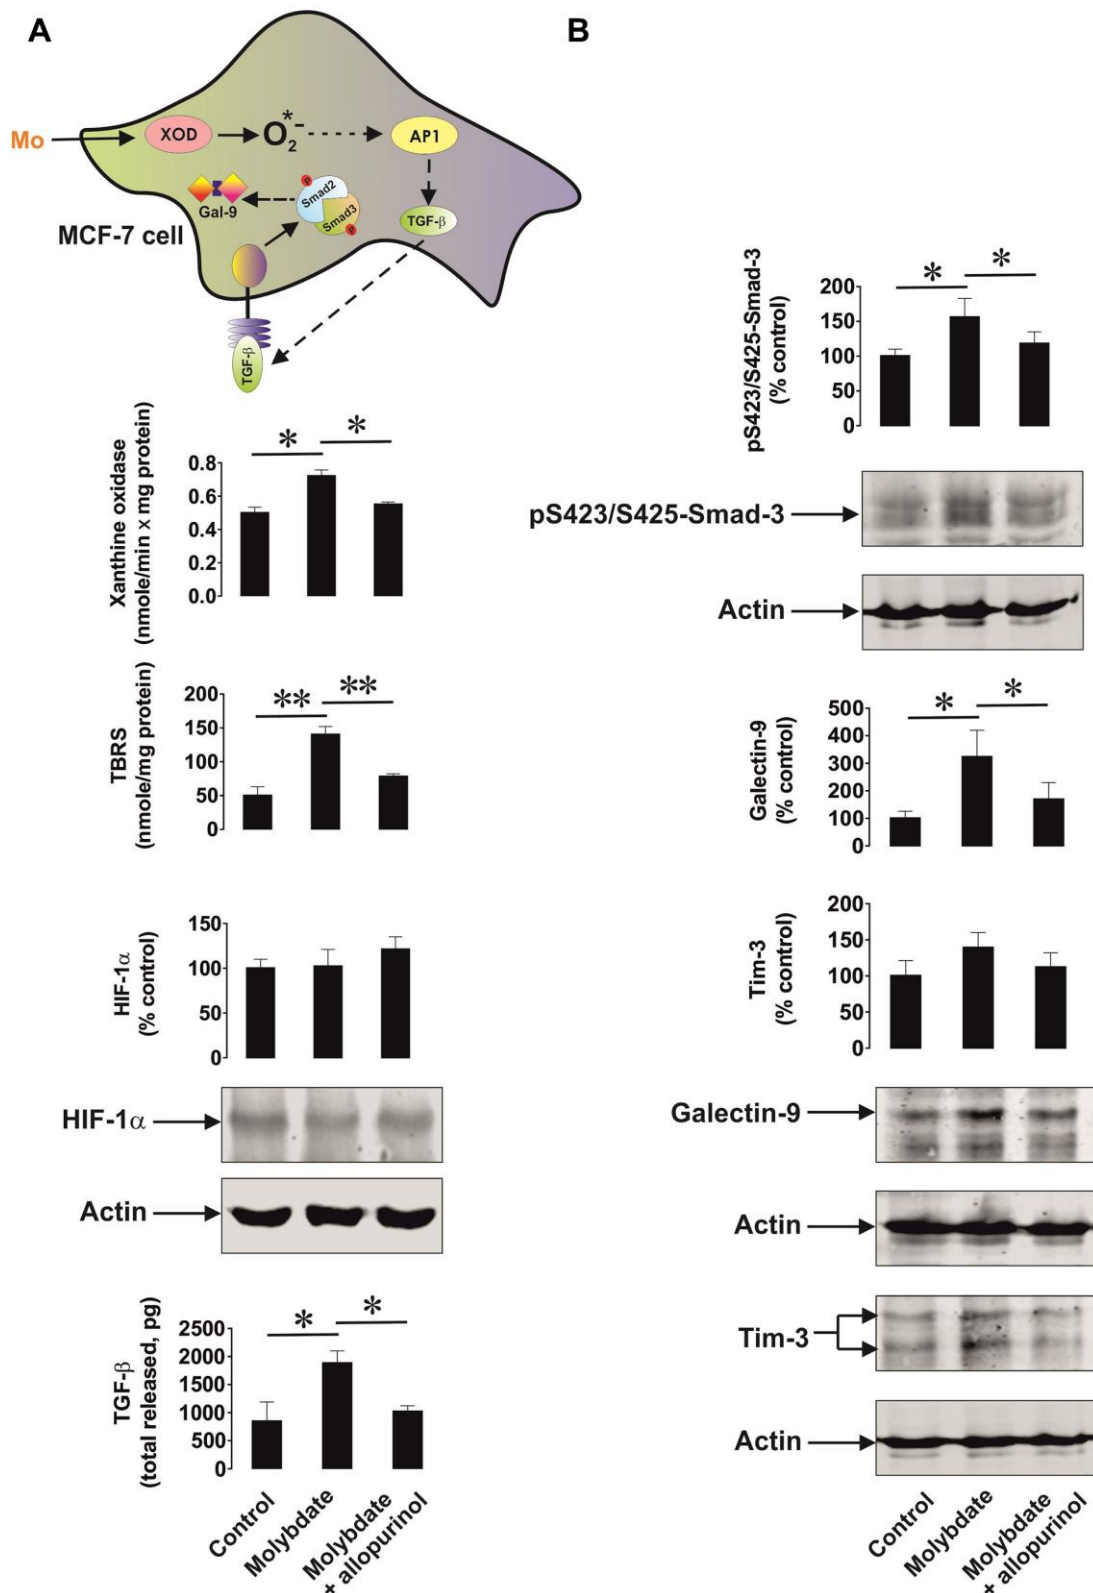 A
B
Mo
XOD
O2*-
AP1
Gal-9
P
Smad2
Smad3
P
TGF-β
MCF-7 cell
TGF-β
Xanthine oxidase
(nmole/min x mg protein)
0.8
0.6
0.4
0.2
0.0
*
*
TBRS
(nmole/mg protein)
200
150
100
50
0
**
**
HIF-1α
(% control)
150
100
50
0
HIF-1α
Actin
TGF-β
(total released, pg)
2500
2000
1500
1000
500
0
*
*
Control
Molybdate
Molybdate
+ allopurinol
pS423/S425-Smad-3
(% control)
200
150
100
50
0
*
*
pS423/S425-Smad-3
Actin
Galectin-9
(% control)
500
400
300
200
100
0
*
*
Tim-3
(% control)
200
150
100
50
0
Galectin-9
Actin
Tim-3
Actin
Control
Molybdate
Molybdate
+ allopurinol